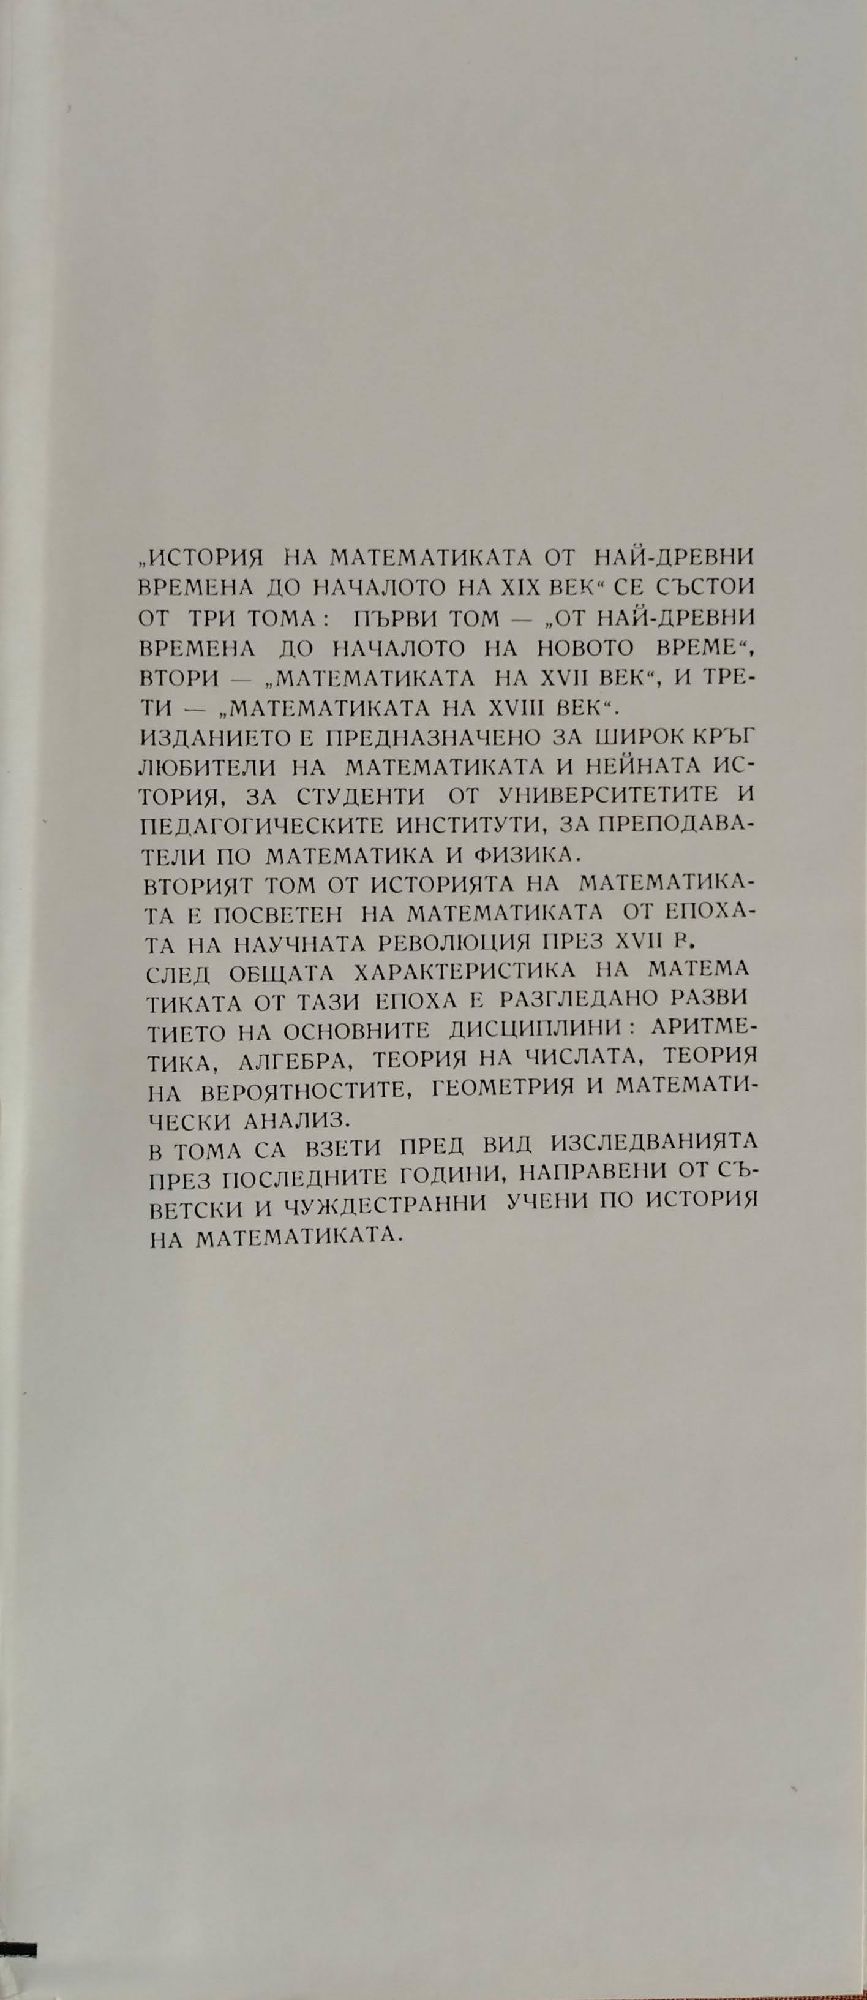 „ИСТОРИЯ НА МАТЕМАТИКАТА ОТ НАЙ-ДРЕВНИ
ВРЕМЕНА ДО НАЧАЛОТО НА XIX ВЕК“ СЕ СЪСТОИ
ОТ ТРИ ТОМА: ПЪРВИ ТОМ — „ОТ НАЙ-ДРЕВНИ
ВРЕМЕНА ДО НАЧАЛОТО НА НОВОТО ВРЕМЕ“,
ВТОРИ — „МАТЕМАТИКАТА НА XVII ВЕК“, И ТРЕ-
ТИ — „МАТЕМАТИКАТА НА XVIII ВЕК“.
ИЗДАНИЕТО Е ПРЕДНАЗНАЧЕНО ЗА ШИРОК КРЪГ
ЛЮБИТЕЛИ НА МАТЕМАТИКАТА И НЕЙНАТА ИС-
ТОРИЯ, ЗА СТУДЕНТИ ОТ УНИВЕРСИТЕТИТЕ И
ПЕДАГОГИЧЕСКИТЕ ИНСТИТУТИ, ЗА ПРЕПОДАВА-
ТЕЛИ ПО МАТЕМАТИКА И ФИЗИКА.
ВТОРИЯТ ТОМ ОТ ИСТОРИЯТА НА МАТЕМАТИКА-
ТА Е ПОСВЕТЕН НА МАТЕМАТИКАТА ОТ ЕПОХА-
ТА НА НАУЧНАТА РЕВОЛЮЦИЯ ПРЕЗ XVII В.
СЛЕД ОБЩАТА ХАРАКТЕРИСТИКА НА МАТЕМА
ТИКАТА ОТ ТАЗИ ЕПОХА Е РАЗГЛЕДАНО РАЗВИ
ТИЕТО НА ОСНОВНИТЕ ДИСЦИПЛИНИ: АРИТМЕ-
ТИКА, АЛГЕБРА, ТЕОРИЯ НА ЧИСЛАТА, ТЕОРИЯ
НА ВЕРОЯТНОСТИТЕ, ГЕОМЕТРИЯ И МАТЕМАТИ-
ЧЕСКИ АНАЛИЗ.
В ТОМА СА ВЗЕТИ ПРЕД ВИД ИЗСЛЕДВАНИЯТА
ПРЕЗ ПОСЛЕДНИТЕ ГОДИНИ, НАПРАВЕНИ ОТ СЪ-
ВЕТСКИ И ЧУЖДЕСТРАННИ УЧЕНИ ПО ИСТОРИЯ
НА МАТЕМАТИКАТА.